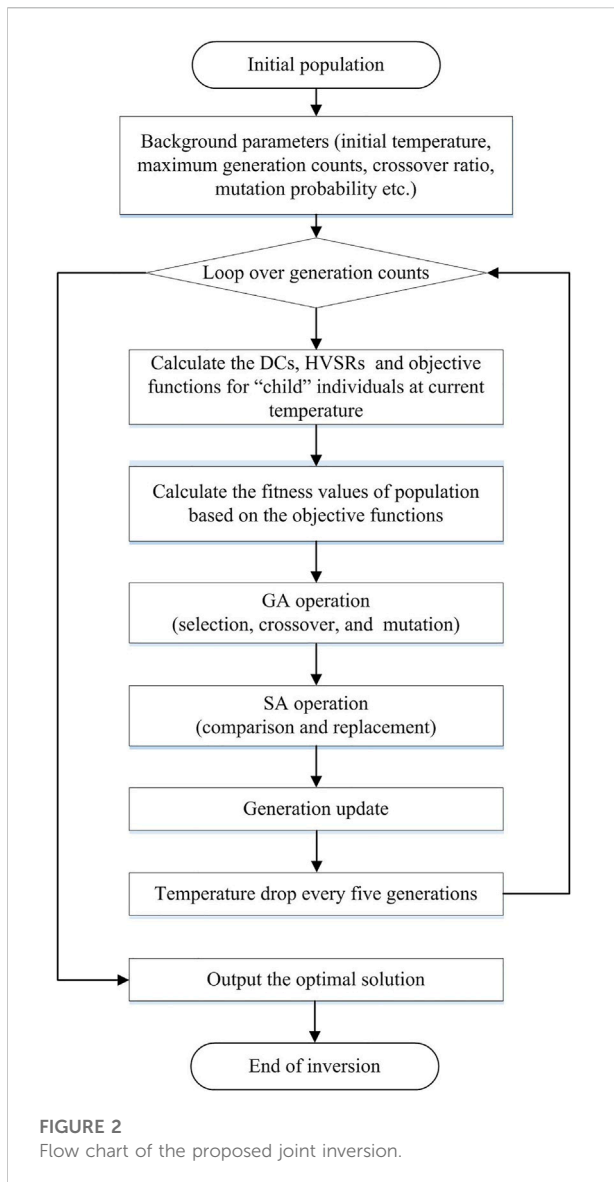 Initial population
Background parameters (initial temperature,
maximum generation counts, crossover ratio,
mutation probability etc.)
Loop over generation counts
Calculate the DCs, HVSRs and objective
functions for “child” individuals at current
temperature
Calculate the fitness values of population
based on the objective functions
GA operation
(selection, crossover, and mutation)
SA operation
(comparison and replacement)
Generation update
Temperature drop every five generations
Output the optimal solution
End of inversion
FIGURE 2
Flow chart of the proposed joint inversion.